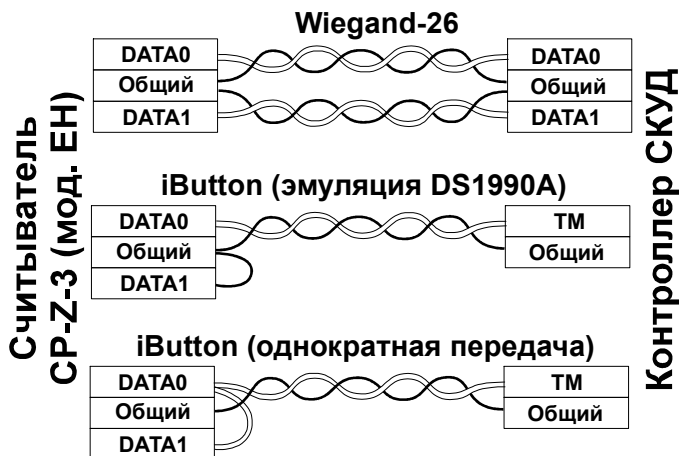 Wiegand-26
DATA0
Общий
DATA1
DATA0
Общий
DATA1
Считыватель
CP-Z-3 (мод. EH)
Контроллер СКУД
iButton (эмуляция DS1990A)
DATA0
Общий
DATA1
TM
Общий
iButton (однократная передача)
DATA0
Общий
DATA1
TM
Общий